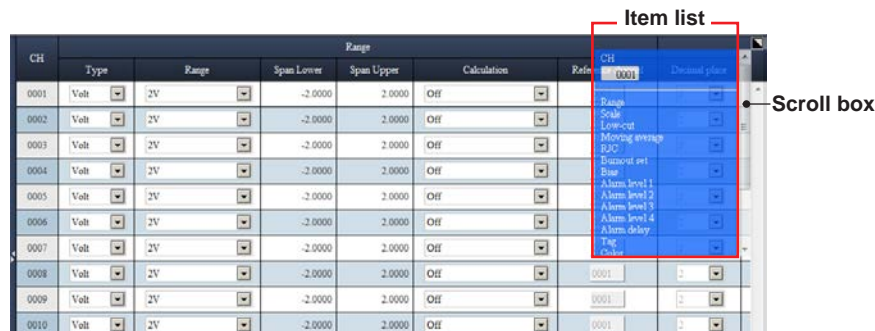 Item list
Range
CH
Type Range Span Lower Span Upper Calculation
CH
0001
Decimal place
Range
Scale
Low-cut
Moving average
RJC
Burnout set
Bias
Alarm level 1
Alarm level 2
Alarm level 3
Alarm level 4
Alarm delay
Tag
Color
Scroll box
0001 Volt 2V -2.0000 2.0000 Off
0002 Volt 2V -2.0000 2.0000 Off
0003 Volt 2V -2.0000 2.0000 Off
0004 Volt 2V -2.0000 2.0000 Off
0005 Volt 2V -2.0000 2.0000 Off
0006 Volt 2V -2.0000 2.0000 Off
0007 Volt 2V -2.0000 2.0000 Off
0008 Volt 2V -2.0000 2.0000 Off 0001 2
0009 Volt 2V -2.0000 2.0000 Off 0001 2
0010 Volt 2V -2.0000 2.0000 Off 0001 2